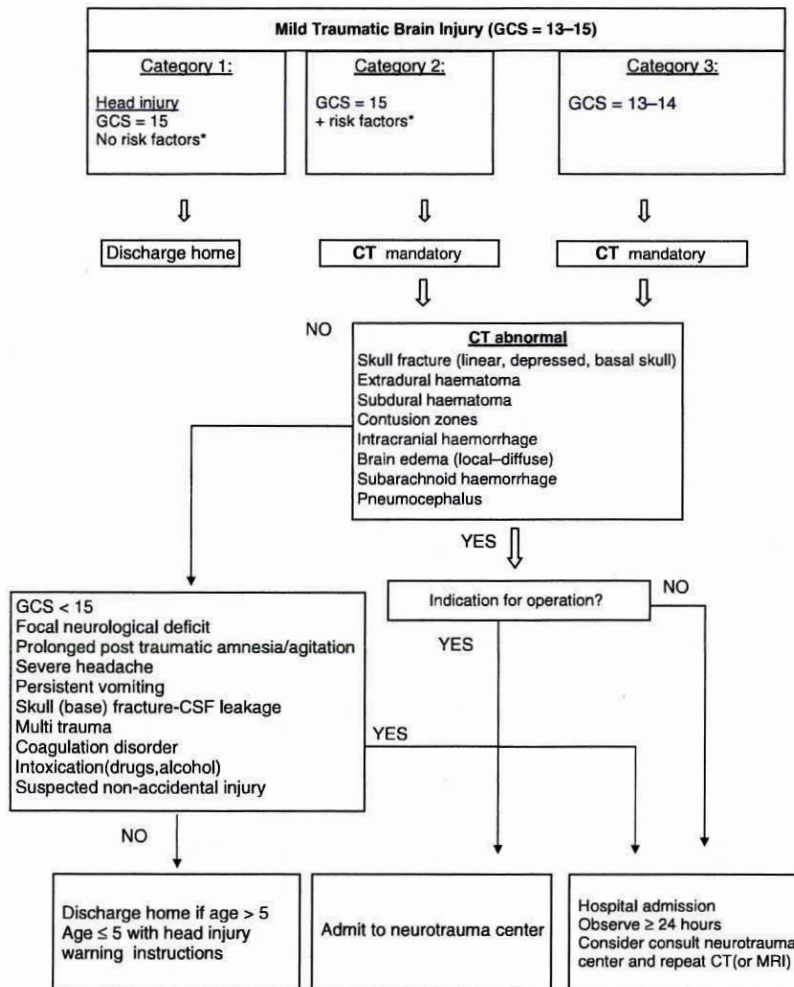 Mild Traumatic Brain Injury (GCS = 13–15)
Category 1:
Head injury
GCS = 15
No risk factors*
Category 2:
GCS = 15
+ risk factors*
Category 3:
GCS = 13–14
Discharge home
CT mandatory
CT mandatory
NO
CT abnormal
Skull fracture (linear, depressed, basal skull)
Extradural haematoma
Subdural haematoma
Contusion zones
Intracranial haemorrhage
Brain edema (local–diffuse)
Subarachnoid haemorrhage
Pneumocephalus
YES
Indication for operation?
NO
YES
GCS < 15
Focal neurological deficit
Prolonged post traumatic amnesia/agitation
Severe headache
Persistent vomiting
Skull (base) fracture-CSF leakage
Multi trauma
Coagulation disorder
Intoxication(drugs,alcohol)
Suspected non-accidental injury
YES
NO
Discharge home if age > 5
Age ≤ 5 with head injury
warning instructions
Admit to neurotrauma center
Hospital admission
Observe ≥ 24 hours
Consider consult neurotrauma
center and repeat CT(or MRI)